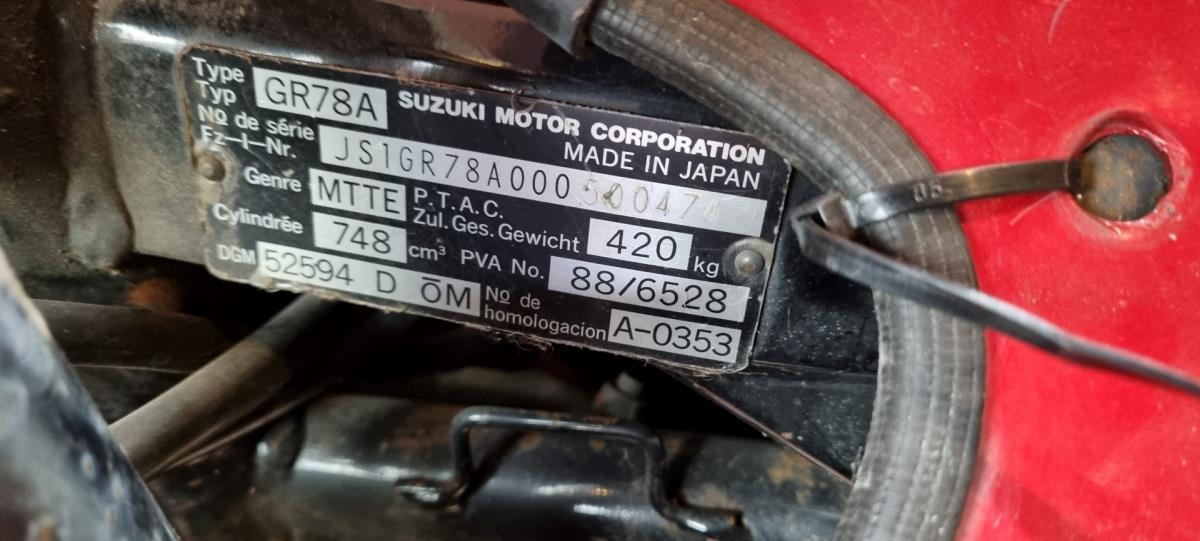 Type GR78A SUZUKI MOTOR CORPORATION
Typ MADE IN JAPAN
Nº de série JS1GR78A000500474
Fz-I-Nr.
Genre MTTE P.T.A.C. 420 kg
Zul.Ges.Gewicht
Cylindrée 748 cm³ PVA No. 88/6528
DGM 52594 D ŌM Nº de homologacion A-0353